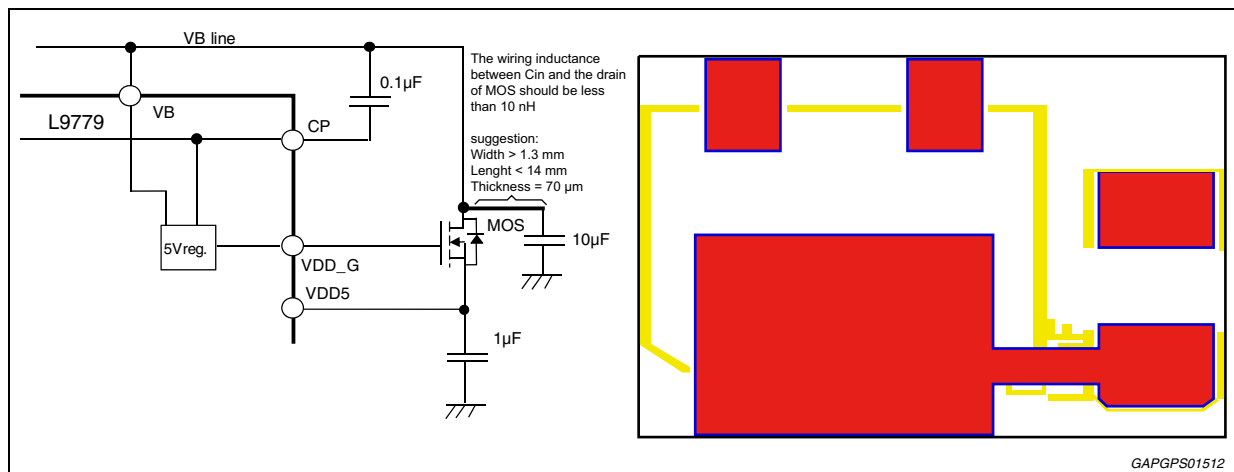 VB line
The wiring inductance
between Cin and the drain
of MOS should be less
than 10 nH
0.1µF
VB
L9779
CP
suggestion:
Width > 1.3 mm
Lenght < 14 mm
Thickness = 70 µm
MOS
5Vreg.
10µF
VDD_G
VDD5
1µF
GAPGPS01512